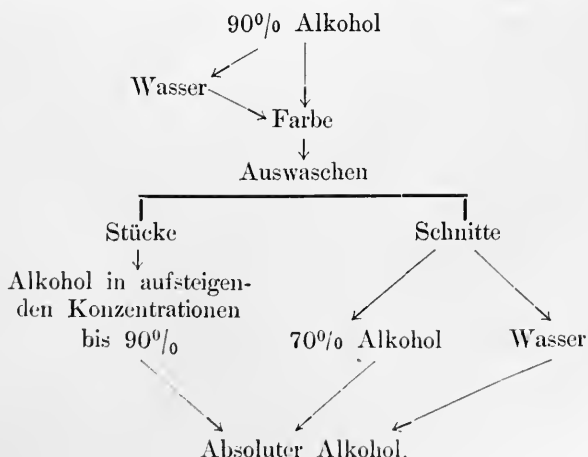 90% Alkohol
Wasser
Farbe
Auswaschen
Stücke
Schnitte
Alkohol in aufsteigen-
den Konzentrationen
bis 90%
70% Alkohol
Wasser
Absoluter Alkohol.